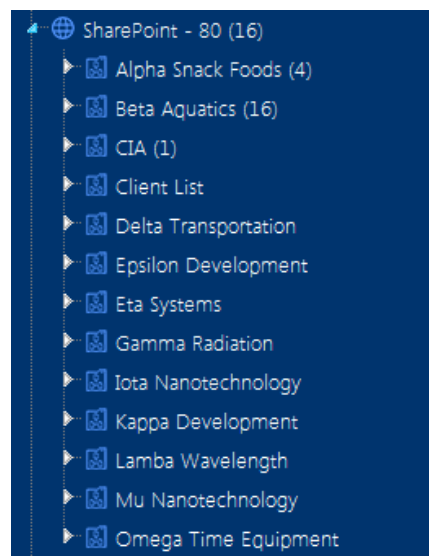 SharePoint - 80 (16)
Alpha Snack Foods (4)
Beta Aquatics (16)
CIA (1)
Client List
Delta Transportation
Epsilon Development
Eta Systems
Gamma Radiation
Iota Nanotechnology
Kappa Development
Lamba Wavelength
Mu Nanotechnology
Omega Time Equipment